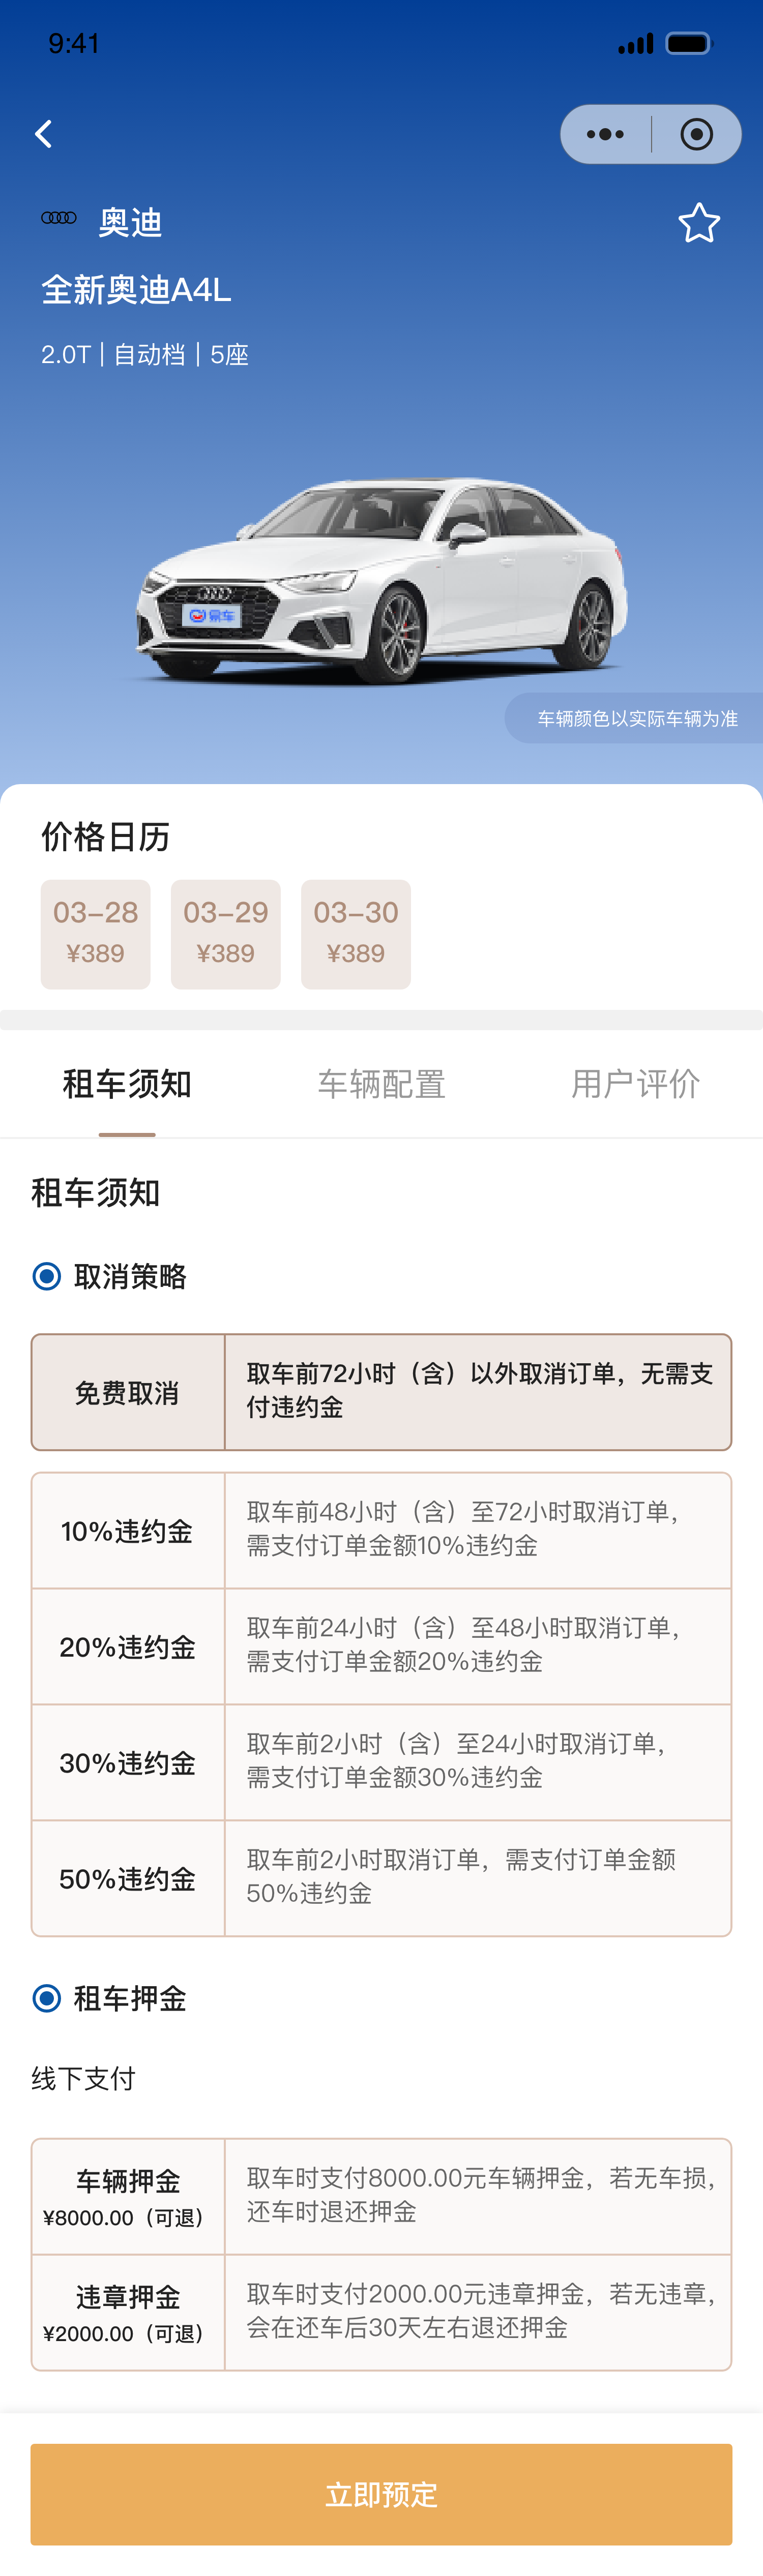 9:41
奥迪
全新奥迪A4L
2.0T | 自动档 | 5座
易车
车辆颜色以实际车辆为准
价格日历
03-28 03-29 03-30
¥389 ¥389 ¥389
租车须知 车辆配置 用户评价
租车须知
取消策略
免费取消
取车前72小时（含）以外取消订单，无需支
付违约金
10%违约金
取车前48小时（含）至72小时取消订单，
需支付订单金额10%违约金
20%违约金
取车前24小时（含）至48小时取消订单，
需支付订单金额20%违约金
30%违约金
取车前2小时（含）至24小时取消订单，
需支付订单金额30%违约金
50%违约金
取车前2小时取消订单，需支付订单金额
50%违约金
租车押金
线下支付
车辆押金
¥8000.00（可退）
取车时支付8000.00元车辆押金，若无车损，
还车时退还押金
违章押金
¥2000.00（可退）
取车时支付2000.00元违章押金，若无违章，
会在还车后30天左右退还押金
立即预定